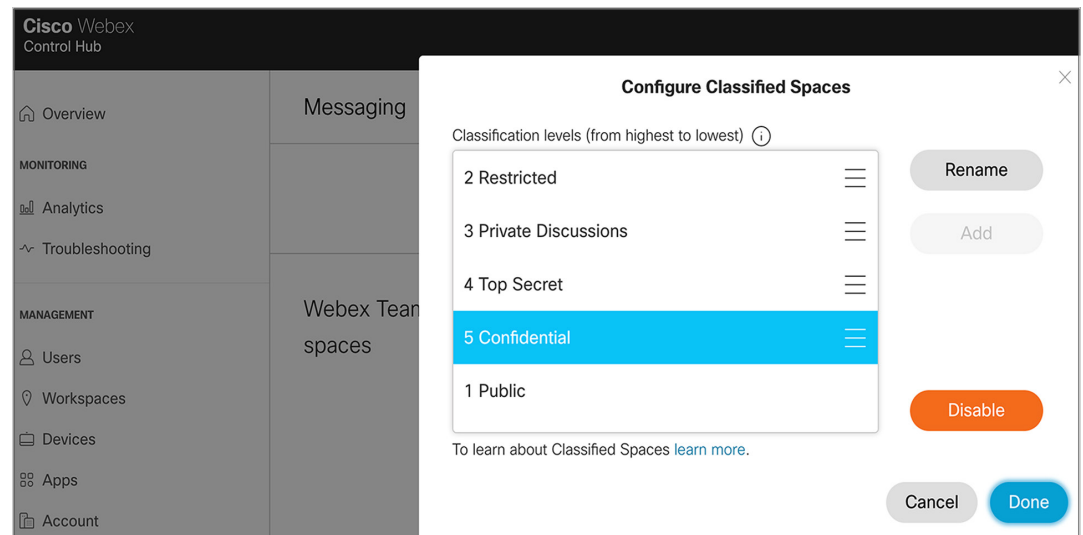 Cisco Webex
Control Hub
Overview
MONITORING
Analytics
Troubleshooting
MANAGEMENT
Users
Workspaces
Devices
Apps
Account
Messaging
Webex Team
spaces
Configure Classified Spaces
Classification levels (from highest to lowest)
2 Restricted
3 Private Discussions
4 Top Secret
5 Confidential
1 Public
To learn about Classified Spaces learn more.
Rename
Add
Disable
Cancel
Done